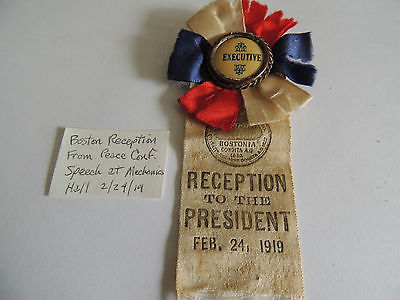 EXECUTIVE
BOSTONIA
CONDITA A.D.
1630
RECEPTION
TO THE
PRESIDENT
FEB. 24, 1919
Boston Reception
From Peace Conf.
Speech at Mechanics
Hall 2/24/19